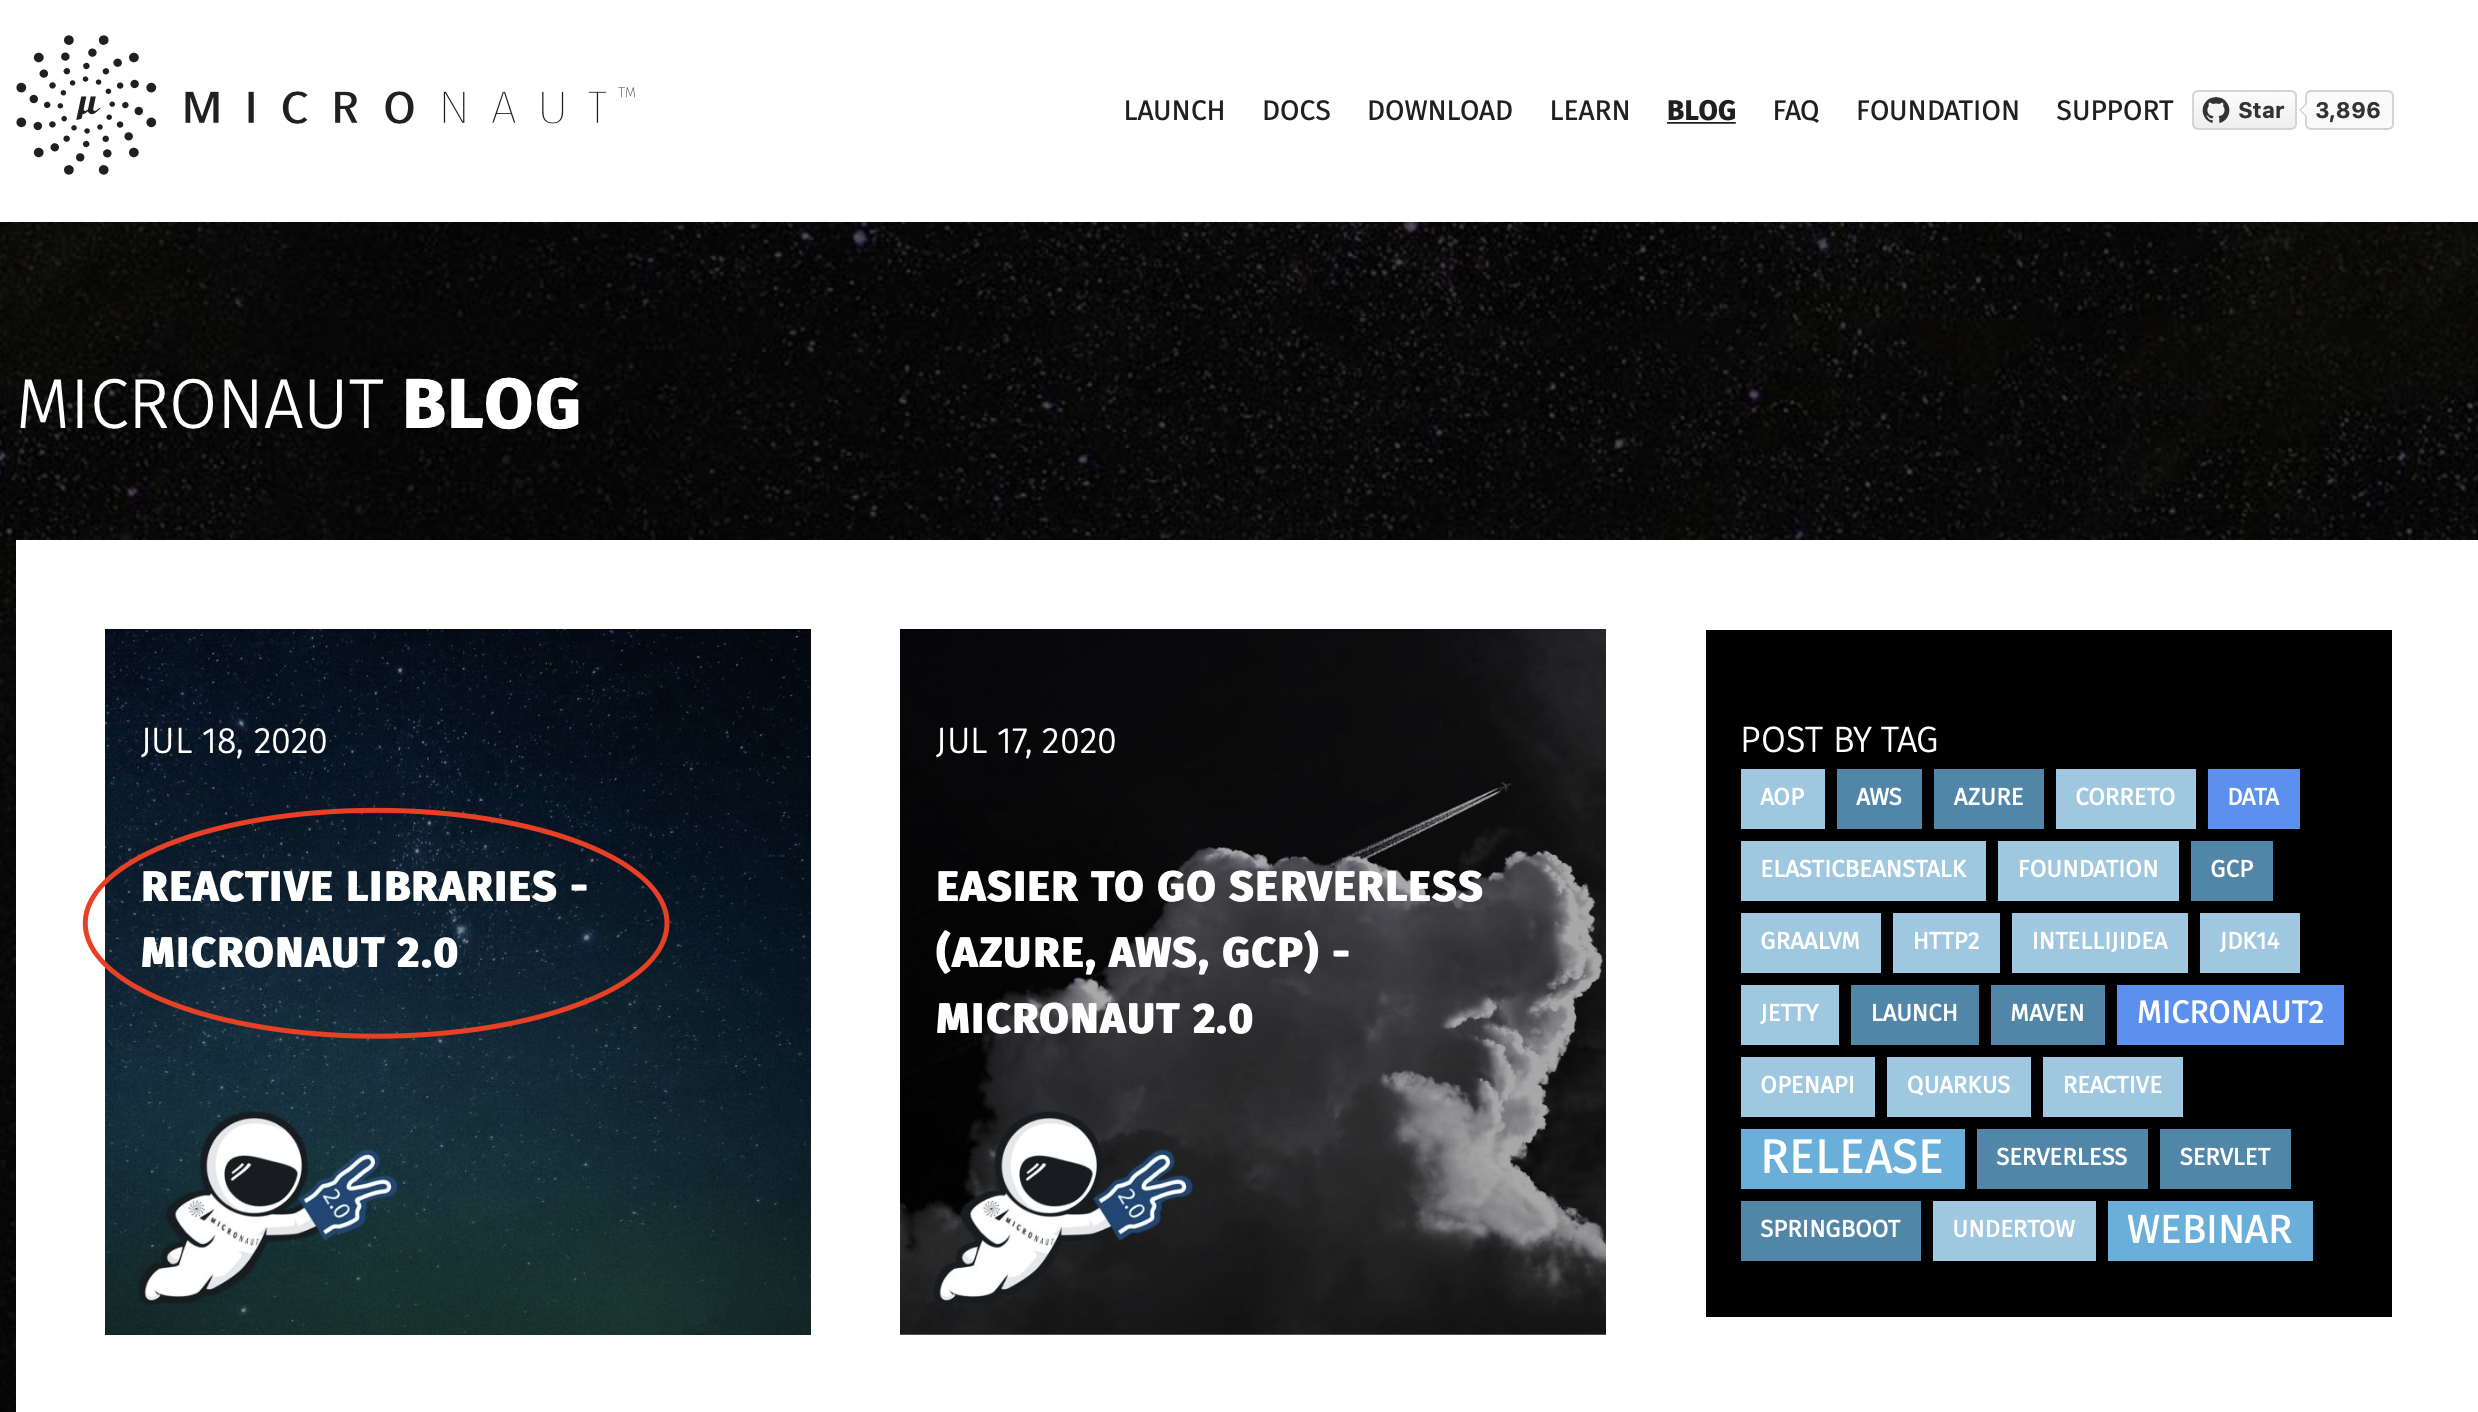 µ MICRONAUT™
LAUNCH DOCS DOWNLOAD LEARN BLOG FAQ FOUNDATION SUPPORT Star 3,896
MICRONAUT BLOG
JUL 18, 2020
REACTIVE LIBRARIES -
MICRONAUT 2.0
2.0
MICRONAUT
JUL 17, 2020
EASIER TO GO SERVERLESS
(AZURE, AWS, GCP) -
MICRONAUT 2.0
2.0
MICRONAUT
POST BY TAG
AOP AWS AZURE CORRETO DATA
ELASTICBEANSTALK FOUNDATION GCP
GRAALVM HTTP2 INTELLIJIDEA JDK14
JETTY LAUNCH MAVEN MICRONAUT2
OPENAPI QUARKUS REACTIVE
RELEASE SERVERLESS SERVLET
SPRINGBOOT UNDERTOW WEBINAR